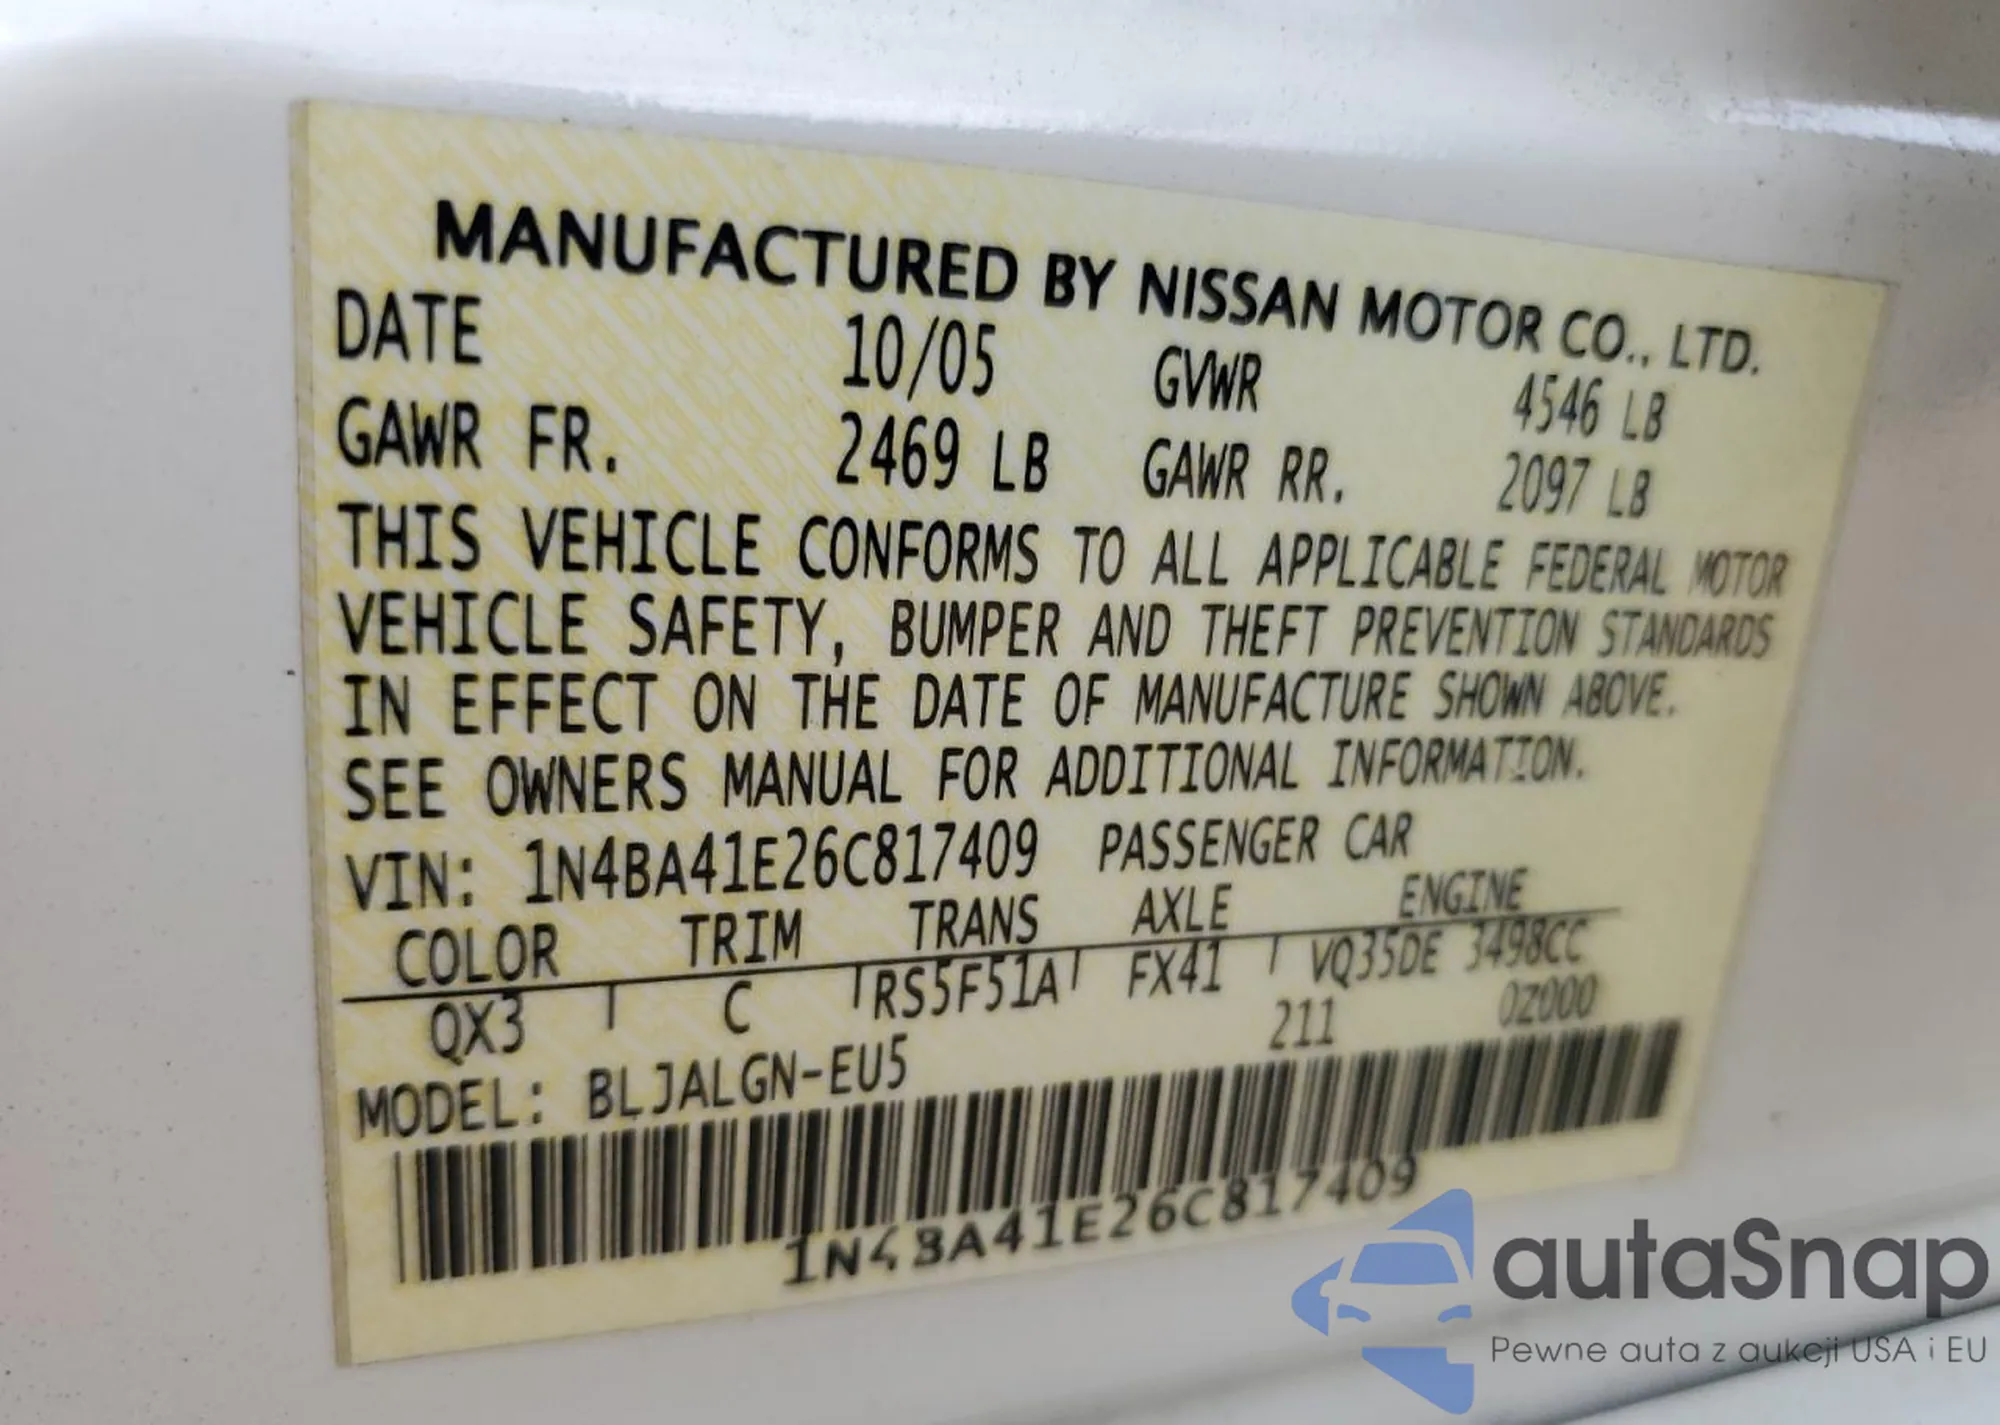 MANUFACTURED BY NISSAN MOTOR CO., LTD.
DATE 10/05 GVWR 4546 LB
GAWR FR. 2469 LB GAWR RR. 2097 LB
THIS VEHICLE CONFORMS TO ALL APPLICABLE FEDERAL MOTOR
VEHICLE SAFETY, BUMPER AND THEFT PREVENTION STANDARDS
IN EFFECT ON THE DATE OF MANUFACTURE SHOWN ABOVE.
SEE OWNERS MANUAL FOR ADDITIONAL INFORMATION.
VIN: 1N4BA41E26C817409 PASSENGER CAR
COLOR TRIM TRANS AXLE ENGINE
QX3 C RS5F51A FX41 VQ35DE 3498CC
211 0Z000
MODEL: BLJALGN-EU5
1N4BA41E26C817409
autaSnap
Pewne auta z aukcji USA i EU